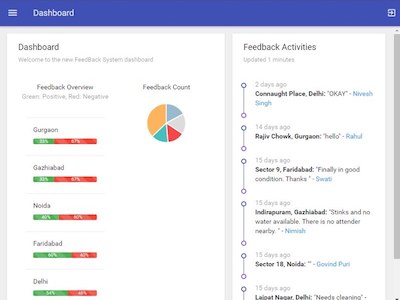 Dashboard
Dashboard
Welcome to the new FeedBack System dashboard
Feedback Overview
Green: Positive, Red: Negative
Feedback Count
Gurgaon
33% 67%
Gazhiabad
33% 67%
Noida
40% 60%
Faridabad
60% 40%
Delhi
54% 46%
Feedback Activities
Updated 1 minutes
2 days ago
Connaught Place, Delhi: "OKAY" - Nivesh
Singh
14 days ago
Rajiv Chowk, Gurgaon: "hello" - Rahul
15 days ago
Sector 9, Faridabad: "Finally in good
condition. Thanks " - Swati
15 days ago
Indirapuram, Gazhiabad: "Stinks and no
water available. There is no attender
nearby. " - Nimish
15 days ago
Sector 18, Noida: "" - Govind Puri
15 days ago
Lajpat Nagar, Delhi: "Needs cleaning" -